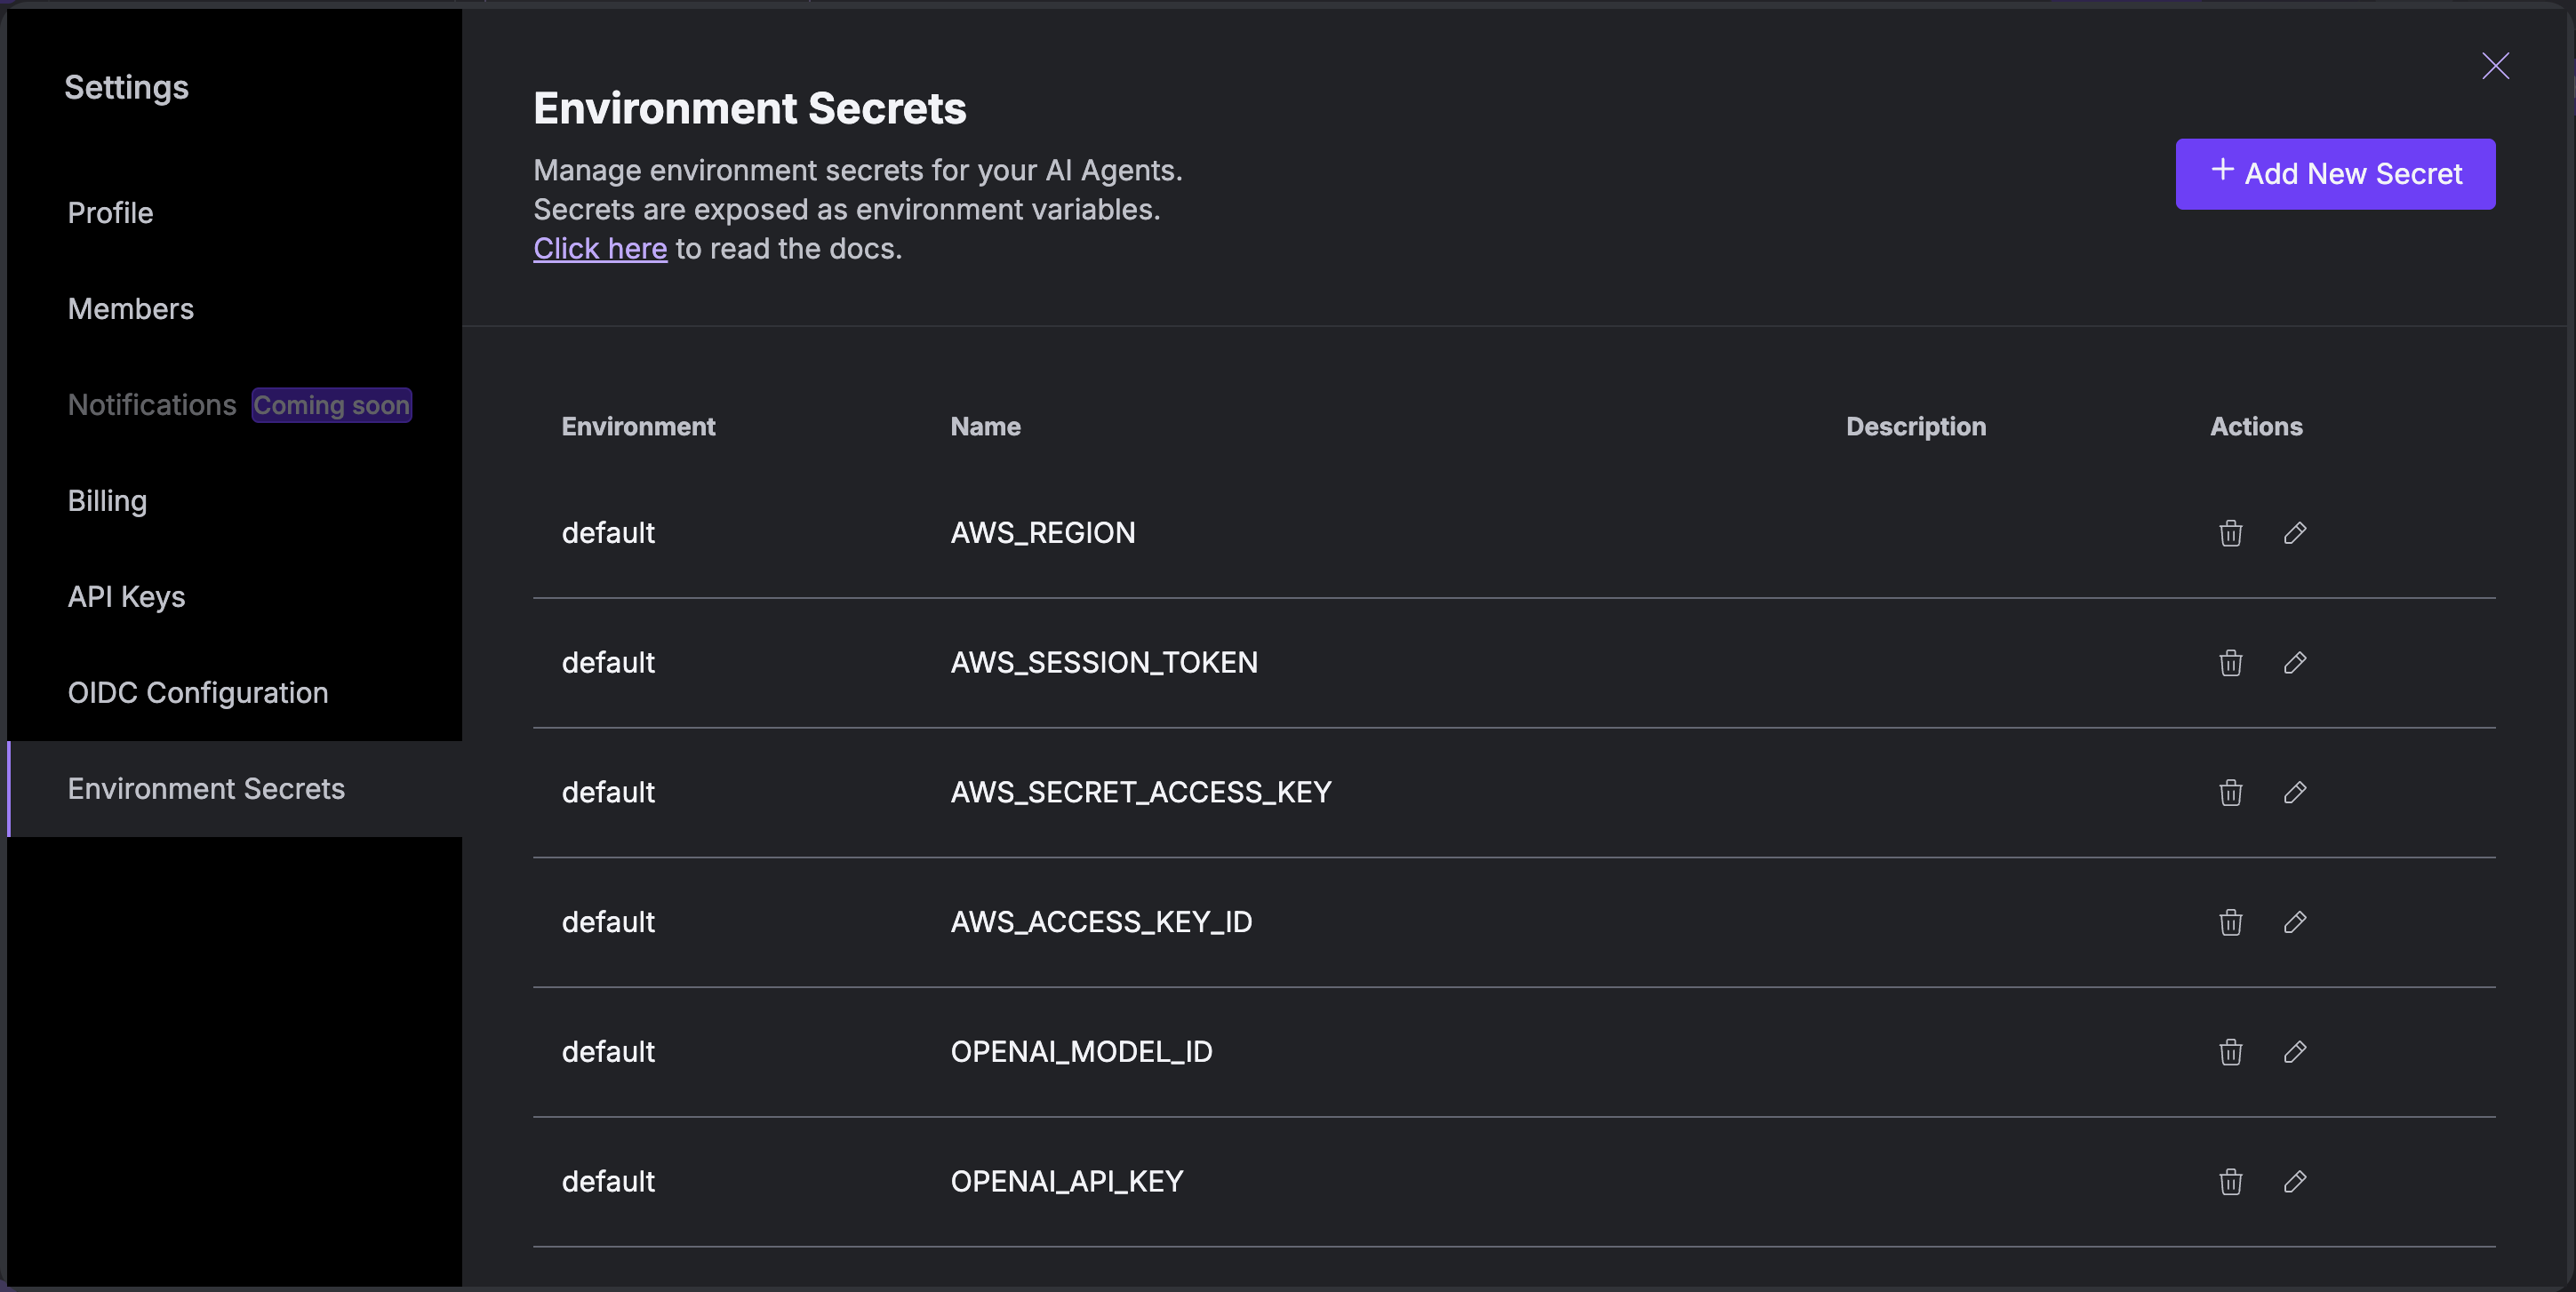 Settings
Profile
Members
Notifications Coming soon
Billing
API Keys
OIDC Configuration
Environment Secrets
Environment Secrets
Manage environment secrets for your AI Agents.
Secrets are exposed as environment variables.
Click here to read the docs.
+ Add New Secret
Environment Name Description Actions
default AWS_REGION
default AWS_SESSION_TOKEN
default AWS_SECRET_ACCESS_KEY
default AWS_ACCESS_KEY_ID
default OPENAI_MODEL_ID
default OPENAI_API_KEY